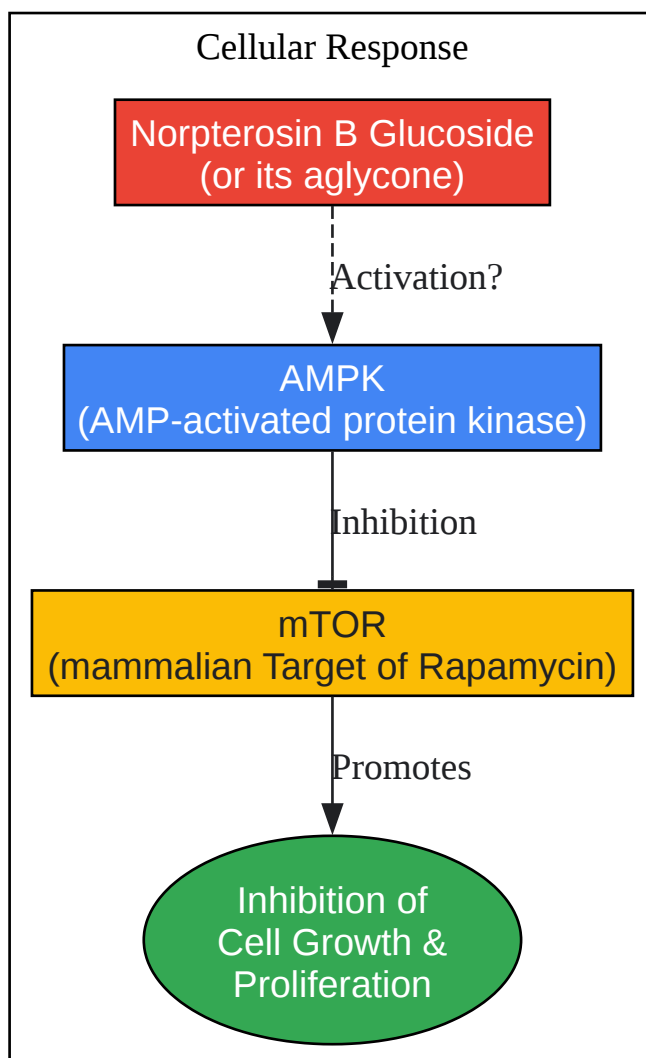 Cellular Response
Norpterosin B Glucoside
(or its aglycone)
Activation?
AMPK
(AMP-activated protein kinase)
Inhibition
mTOR
(mammalian Target of Rapamycin)
Promotes
Inhibition of
Cell Growth &
Proliferation